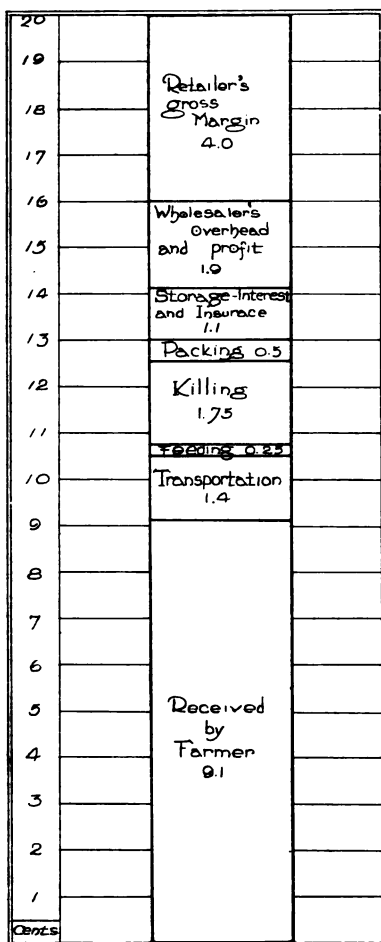 20
19
Retailer's
gross
Margin
18
4.0
17
16
Wholesaler's
Overhead
15
and profit
1.9
14
Storage-Interest
and Insurace
1.1
13
Packing 0.5
12
Killing
1.75
11
Feeding 0.25
10
Transportation
1.4
9
8
7
6
5
Received
by
4
Farmer
9.1
3
2
1
Cents